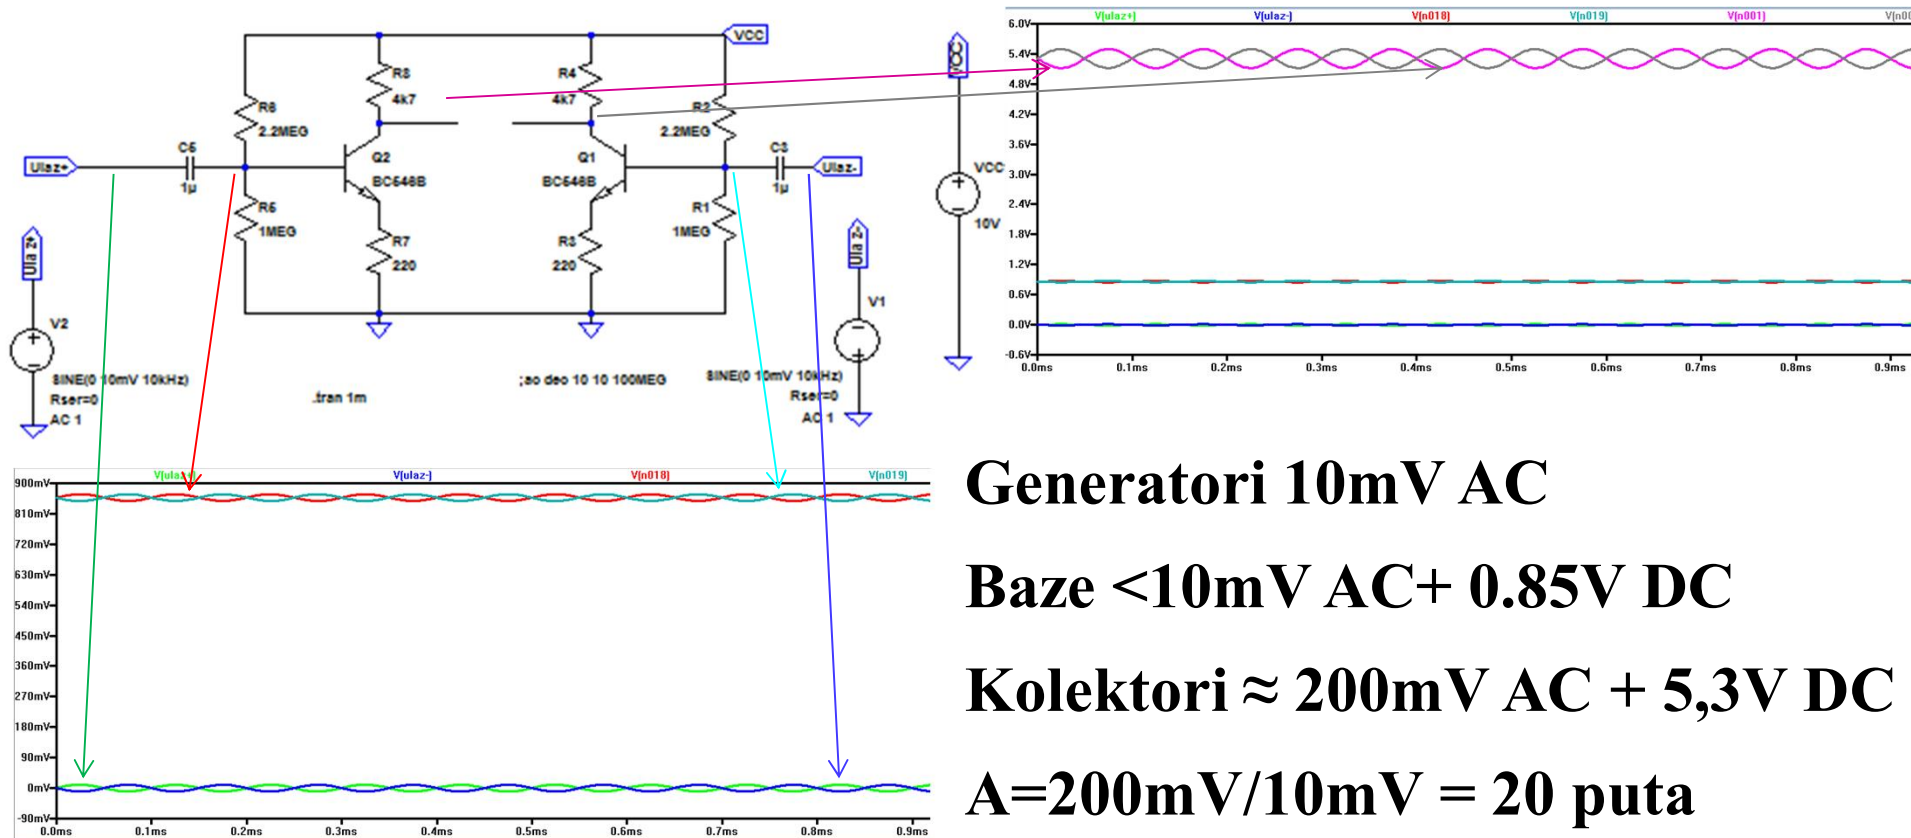 VCC
R8
4k7
R4
4k7
R6
2.2MEG
R2
2.2MEG
C5
1µ
C3
1µ
Ulaz+
Ulaz-
Q2
BC546B
Q1
BC546B
R5
1MEG
R1
1MEG
R7
220
R3
220
Ulaz+
V2
SINE(0 10mV 10kHz)
Rser=0
AC 1
.tran 1m
;ac dec 10 10 100MEG
Ulaz-
V1
SINE(0 10mV 10kHz)
Rser=0
AC 1
VCC
VCC
10V
V(ulaz+) V(ulaz-) V(n018) V(n019) V(n001) V(n00
6.0V
5.4V
4.8V
4.2V
3.6V
3.0V
2.4V
1.8V
1.2V
0.6V
0.0V
-0.6V
0.0ms 0.1ms 0.2ms 0.3ms 0.4ms 0.5ms 0.6ms 0.7ms 0.8ms 0.9ms
V(ulaz+) V(ulaz-) V(n018) V(n019)
900mV
810mV
720mV
630mV
540mV
450mV
360mV
270mV
180mV
90mV
0mV
-90mV
0.0ms 0.1ms 0.2ms 0.3ms 0.4ms 0.5ms 0.6ms 0.7ms 0.8ms 0.9ms
Generatori 10mV AC
Baze <10mV AC+ 0.85V DC
Kolektori ≈ 200mV AC + 5,3V DC
A=200mV/10mV = 20 puta